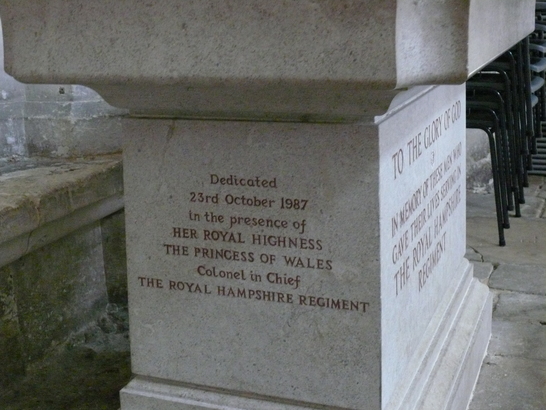 Dedicated
23rd October 1987
in the presence of
HER ROYAL HIGHNESS
THE PRINCESS OF WALES
Colonel in Chief
THE ROYAL HAMPSHIRE REGIMENT
TO THE GLORY OF GOD
&
IN MEMORY OF THESE MEN WHO
GAVE THEIR LIVES SERVING IN
THE ROYAL HAMPSHIRE
REGIMENT